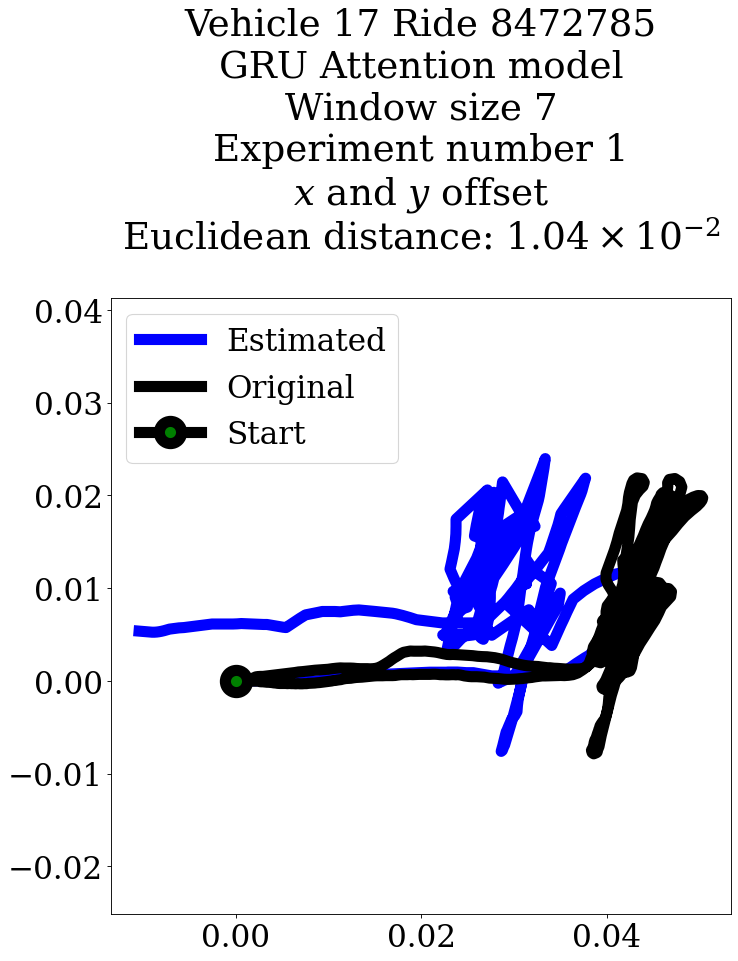 Vehicle 17 Ride 8472785
GRU Attention model
Window size 7
Experiment number 1
x and y offset
Euclidean distance: 1.04 × 10⁻²
Estimated
Original
Start
0.04
0.03
0.02
0.01
0.00
−0.01
−0.02
0.00 0.02 0.04